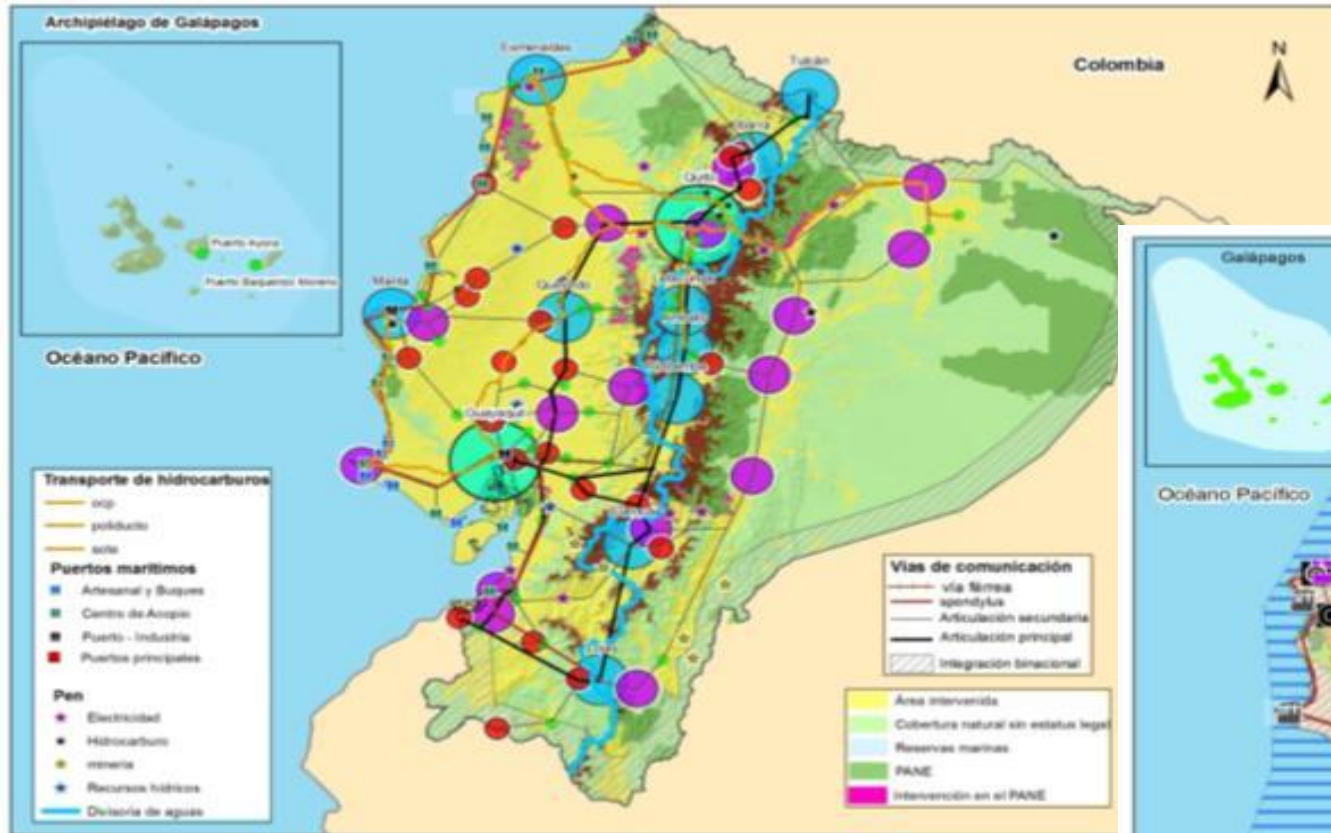 Archipiélago de Galápagos
Puerto Ayora
Puerto Baquerizo Moreno
Océano Pacífico
Colombia
N
Esmeraldas
Tulcán
Ibarra
Quito
Manta
Quevedo
Guayaquil
Loja
Transporte de hidrocarburos
ocp
poliducto
sote
Puertos marítimos
Artesanal y Buques
Centro de Acopio
Puerto - Industria
Puertos principales
Pen
Electricidad
Hidrocarburo
mineria
Recursos hídricos
Divisoria de aguas
Vías de comunicación
vía férrea
spondylus
Articulación secundaria
Articulación principal
Integración binacional
Área intervenida
Cobertura natural sin estatus legal
Reservas marinas
PANE
Intervención en el PANE
Galápagos
Océano Pacífico